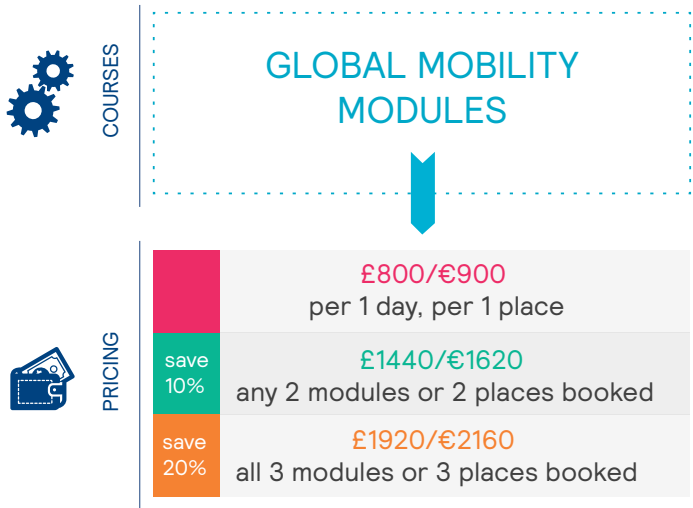 COURSES
GLOBAL MOBILITY
MODULES
PRICING
£800/€900
per 1 day, per 1 place
save
10%
£1440/€1620
any 2 modules or 2 places booked
save
20%
£1920/€2160
all 3 modules or 3 places booked